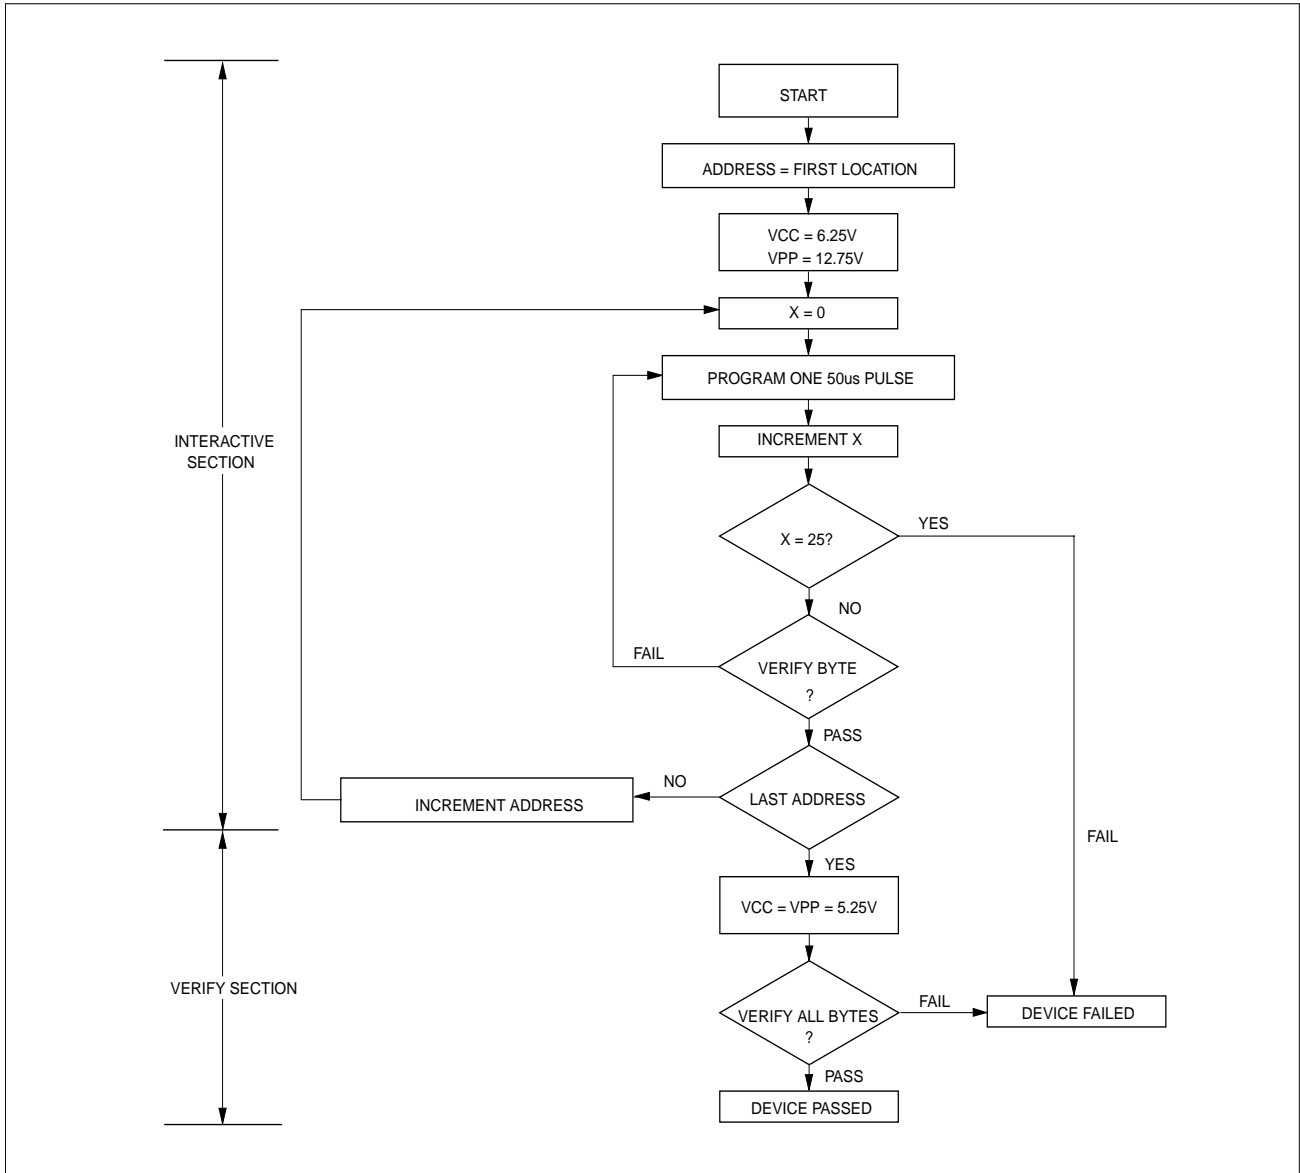 START
ADDRESS = FIRST LOCATION
VCC = 6.25V
VPP = 12.75V
X = 0
PROGRAM ONE 50us PULSE
INTERACTIVE
SECTION
INCREMENT X
X = 25?
YES
NO
FAIL
VERIFY BYTE
?
PASS
NO
LAST ADDRESS
INCREMENT ADDRESS
FAIL
YES
VCC = VPP = 5.25V
VERIFY SECTION
VERIFY ALL BYTES
?
FAIL
DEVICE FAILED
PASS
DEVICE PASSED